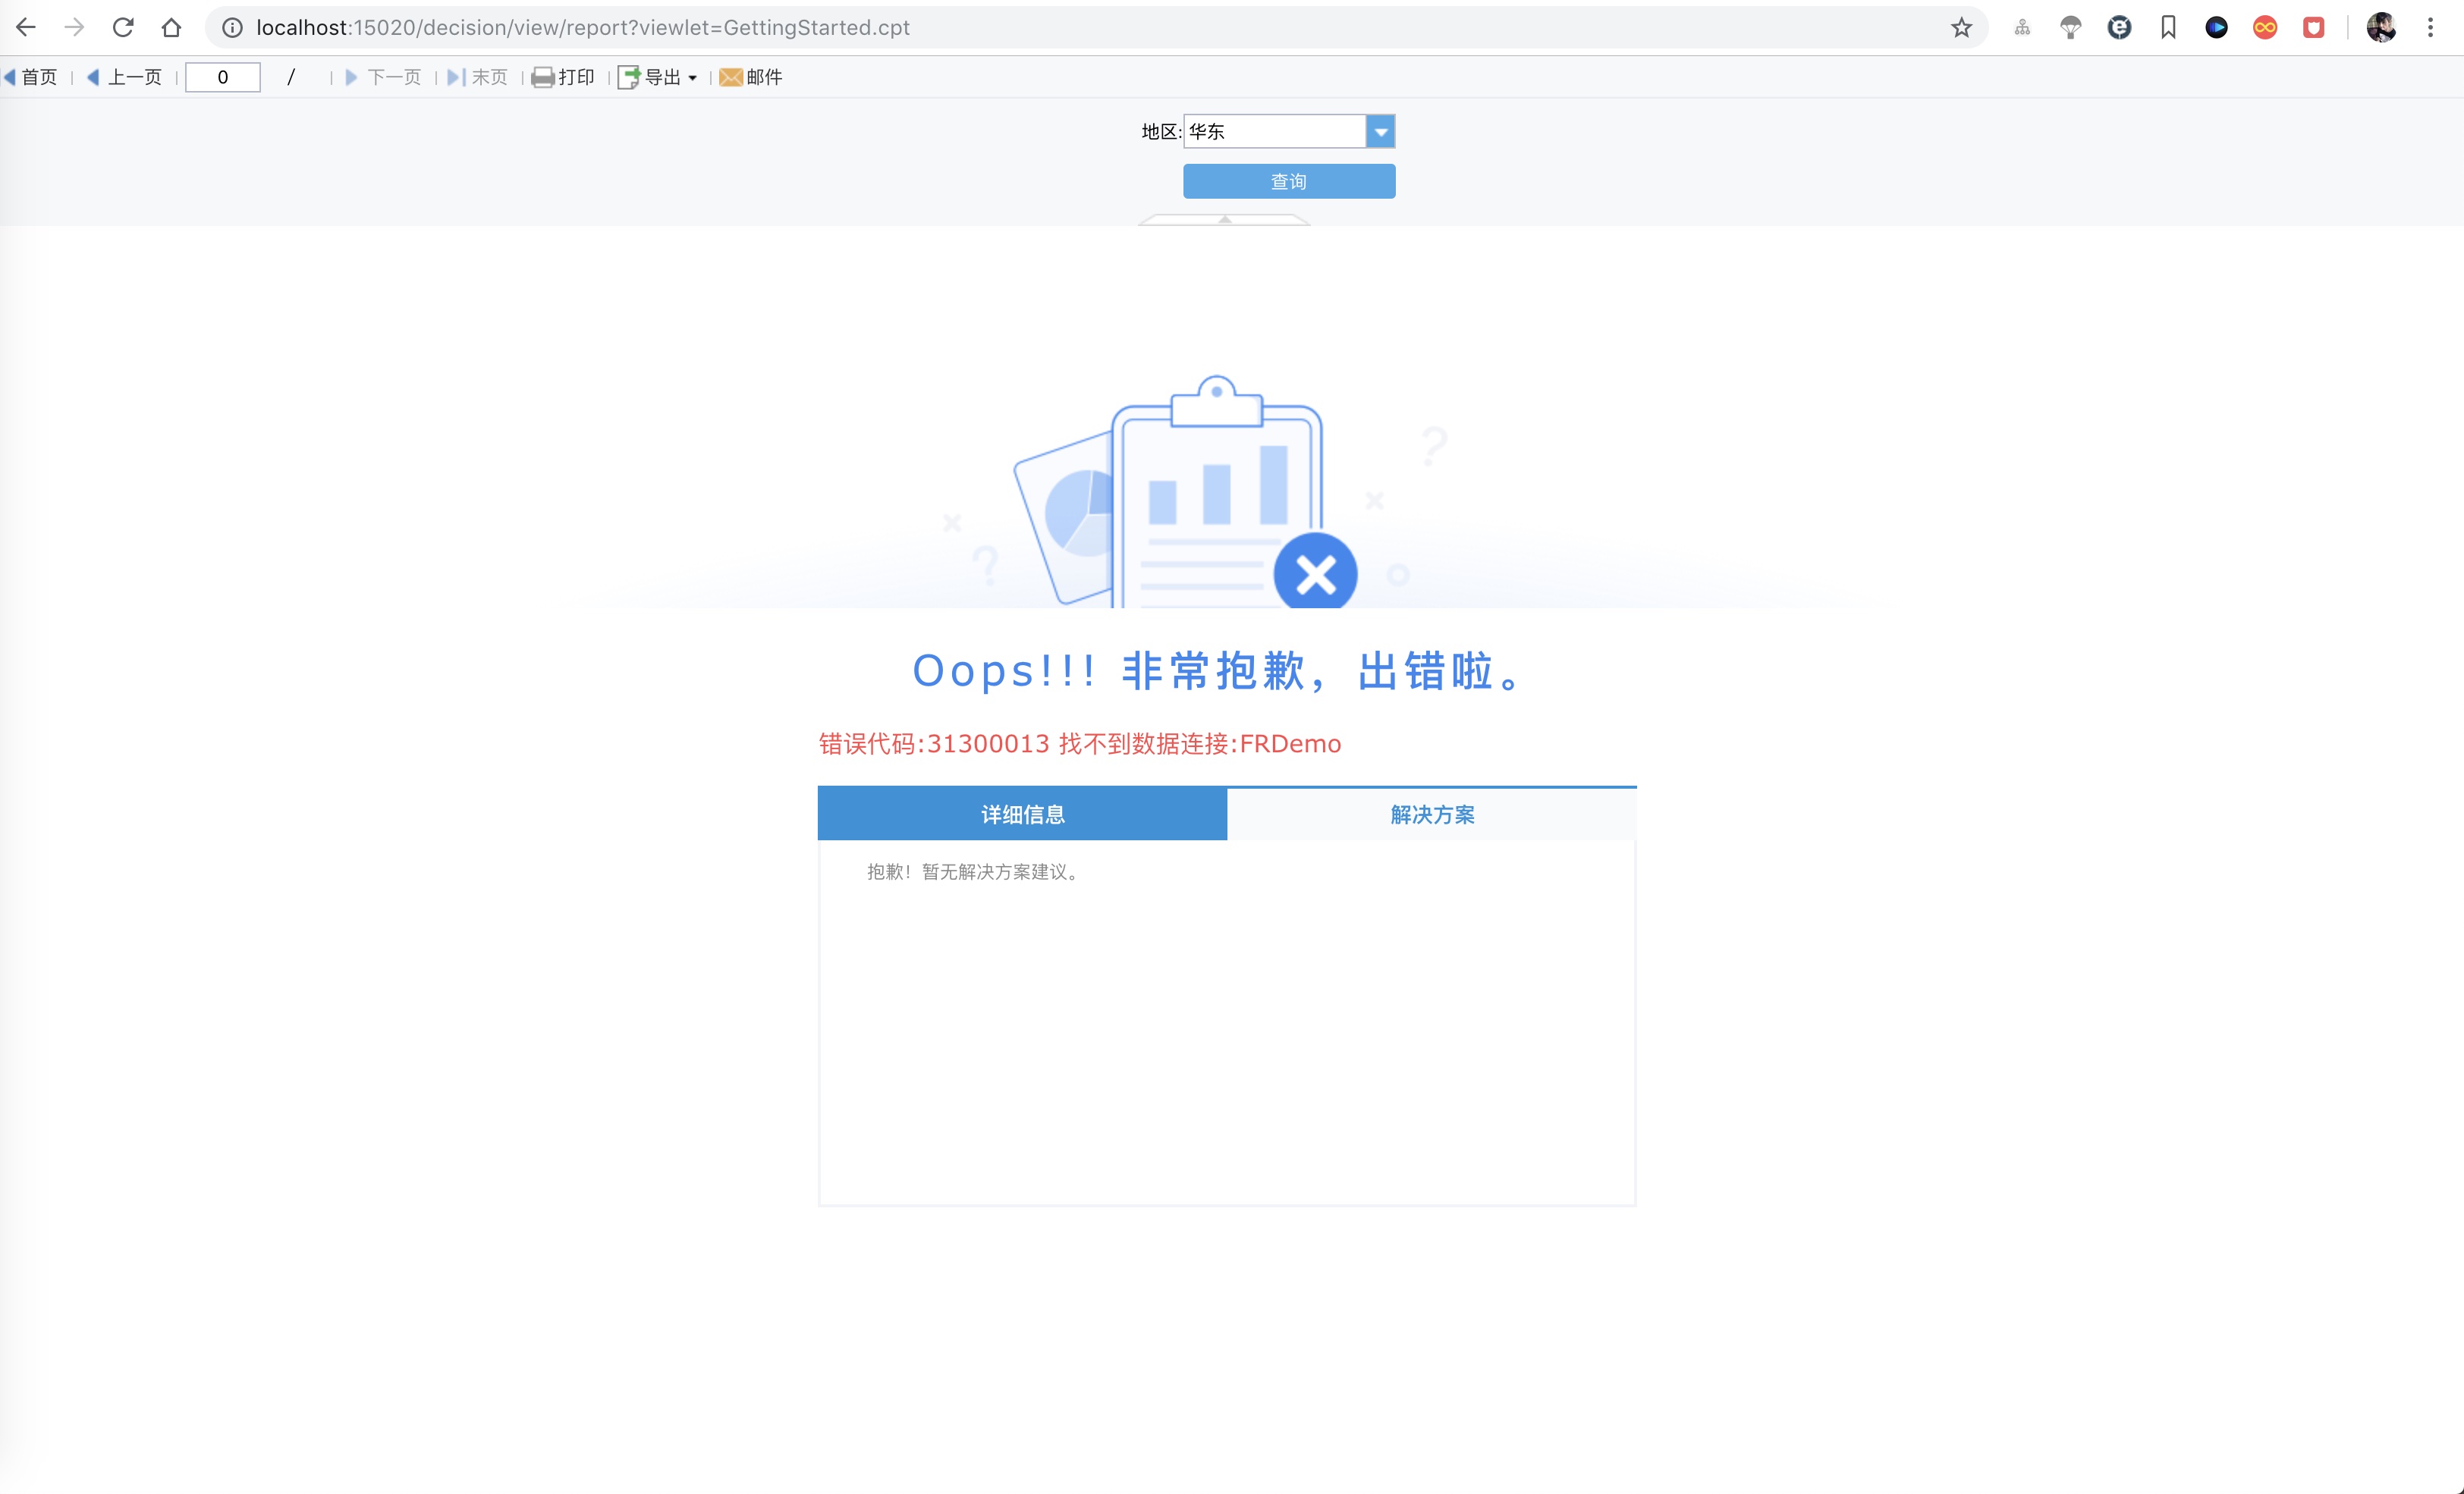 localhost:15020/decision/view/report?viewlet=GettingStarted.cpt
首页 | 上一页 | 0 / | 下一页 | 末页 | 打印 | 导出 | 邮件
地区: 华东
查询
Oops!!! 非常抱歉，出错啦。
错误代码:31300013 找不到数据连接:FRDemo
详细信息 解决方案
抱歉！暂无解决方案建议。